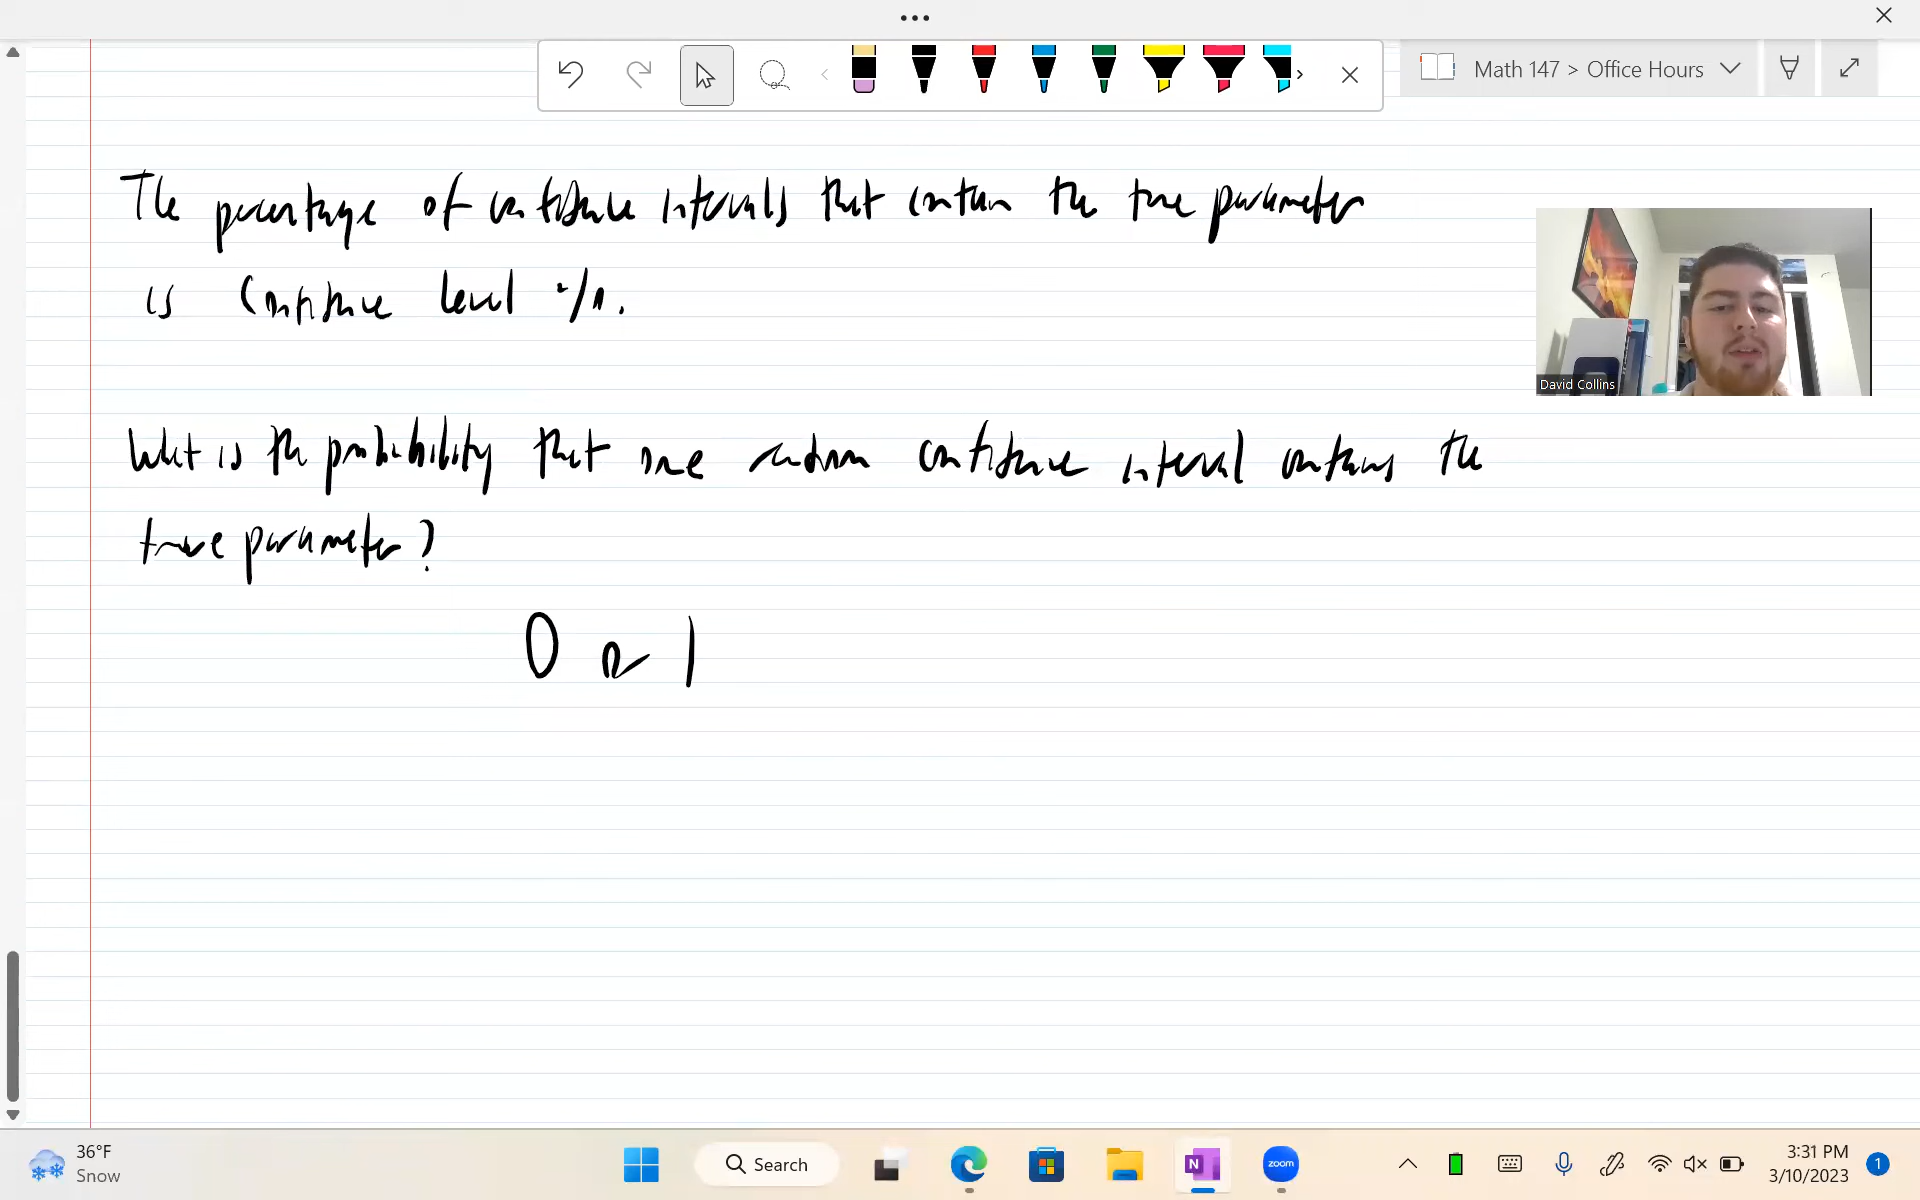 Math 147 > Office Hours
The percentage of confidence intervals that contain the true parameter
is Confidence level %.
David Collins
What is the probability that one random confidence interval contains the
true parameter?
0 or 1
36°F
Snow
Search
zoom
N
3:31 PM
3/10/2023
1